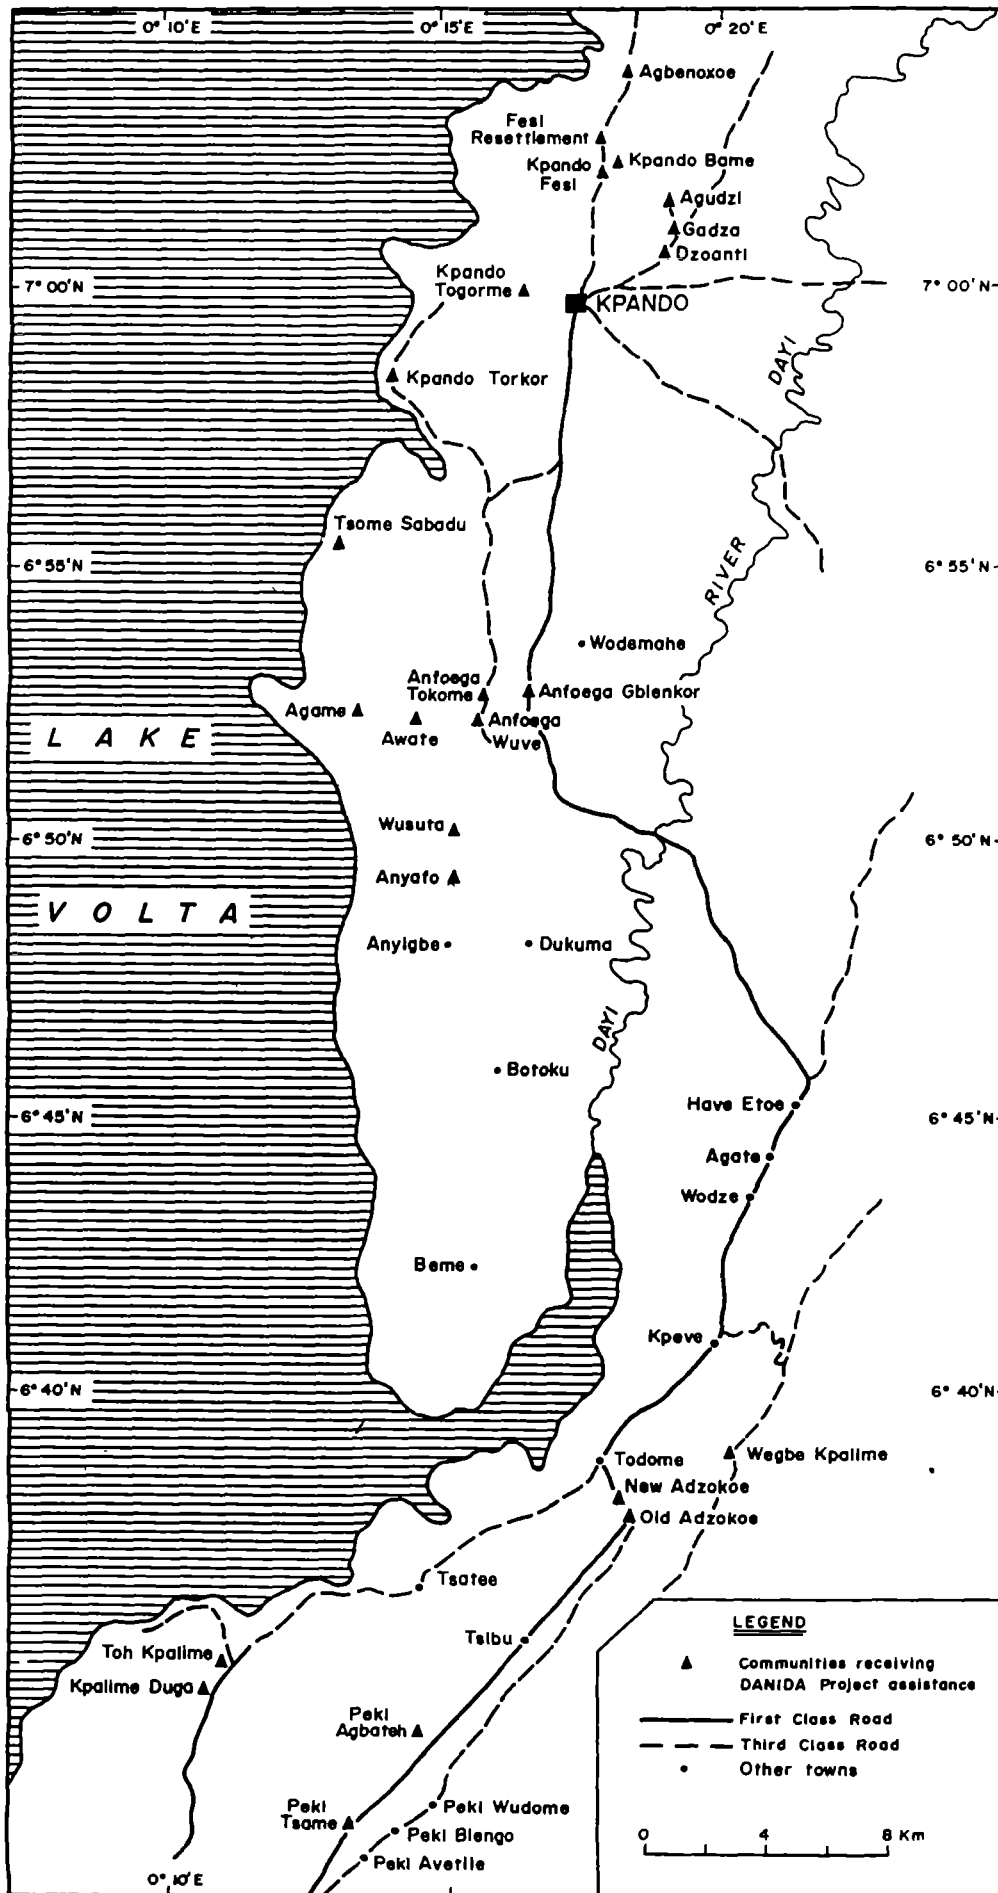 0° 10'E
0° 15'E
0° 20'E
Agbenoxoe
Fesi
Resettlement
Kpando Bame
Kpando
Fesi
Agudzi
Gadza
Dzoanti
Kpando
Togorme
7° 00'N
7° 00'N
KPANDO
DAYI
Kpando Torkor
Tsome Sabadu
6° 55'N
6° 55'N
RIVER
Wodemahe
Anfoega
Tokome
Anfoega Gblenkor
Agame
Awate
Anfoega
Wuve
LAKE
Wusuta
6° 50'N
6° 50'N
Anyafo
VOLTA
Anyigbe
Dukuma
DAYI
Botoku
Have Etoe
6° 45'N
6° 45'N
Agate
Wodze
Beme
Kpeve
6° 40'N
6° 40'N
Todome
Wegbe Kpalime
New Adzokoe
Old Adzokoe
Tsatee
Tsibu
Toh Kpalime
Kpalime Duga
Peki
Agbateh
Peki
Tsame
Peki Wudome
Peki Blengo
Peki Avetile
0° 10'E
LEGEND
Communities receiving
DANIDA Project assistance
First Class Road
Third Class Road
Other towns
0 4 8 Km